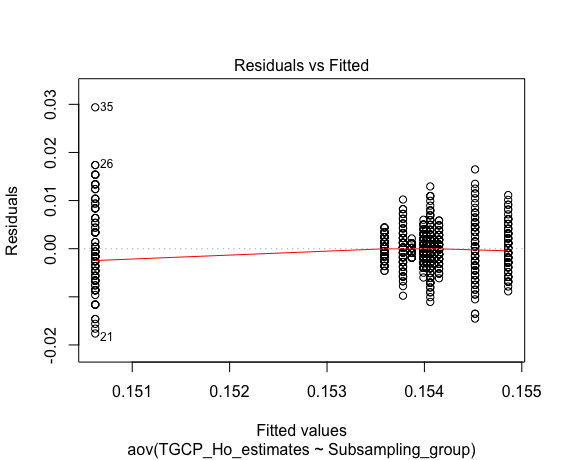 Residuals vs Fitted
0.03
0.02
0.01
0.00
-0.02
Residuals
35
26
21
0.151 0.152 0.153 0.154 0.155
Fitted values
aov(TGCP_Ho_estimates ~ Subsampling_group)